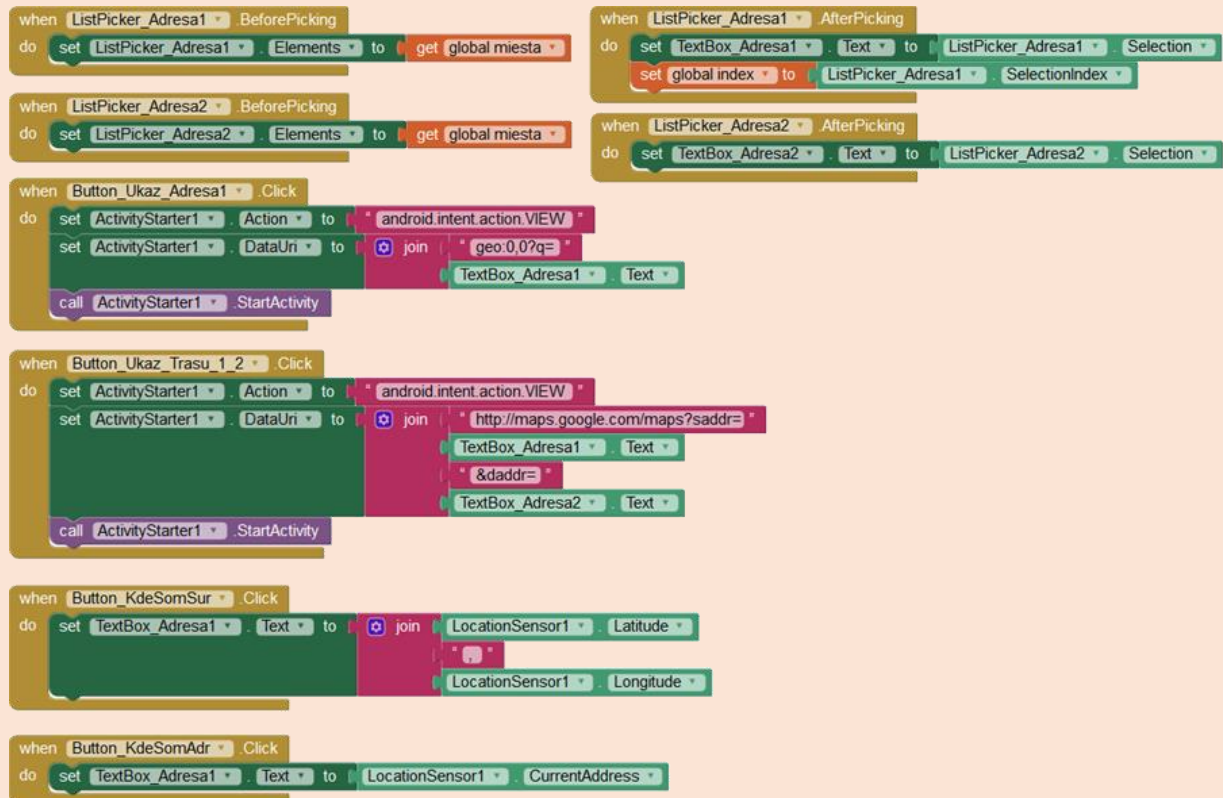 when ListPicker_Adresa1 .BeforePicking
do set ListPicker_Adresa1 . Elements to get global miesta
when ListPicker_Adresa2 .BeforePicking
do set ListPicker_Adresa2 . Elements to get global miesta
when ListPicker_Adresa1 .AfterPicking
do set TextBox_Adresa1 . Text to ListPicker_Adresa1 . Selection
set global index to ListPicker_Adresa1 . SelectionIndex
when ListPicker_Adresa2 .AfterPicking
do set TextBox_Adresa2 . Text to ListPicker_Adresa2 . Selection
when Button_Ukaz_Adresa1 .Click
do set ActivityStarter1 . Action to " android.intent.action.VIEW "
set ActivityStarter1 . DataUri to join " geo:0,0?q= "
TextBox_Adresa1 . Text
call ActivityStarter1 .StartActivity
when Button_Ukaz_Trasu_1_2 .Click
do set ActivityStarter1 . Action to " android.intent.action.VIEW "
set ActivityStarter1 . DataUri to join " http://maps.google.com/maps?saddr= "
TextBox_Adresa1 . Text
" &daddr= "
TextBox_Adresa2 . Text
call ActivityStarter1 .StartActivity
when Button_KdeSomSur .Click
do set TextBox_Adresa1 . Text to join LocationSensor1 . Latitude
" , "
LocationSensor1 . Longitude
when Button_KdeSomAdr .Click
do set TextBox_Adresa1 . Text to LocationSensor1 . CurrentAddress